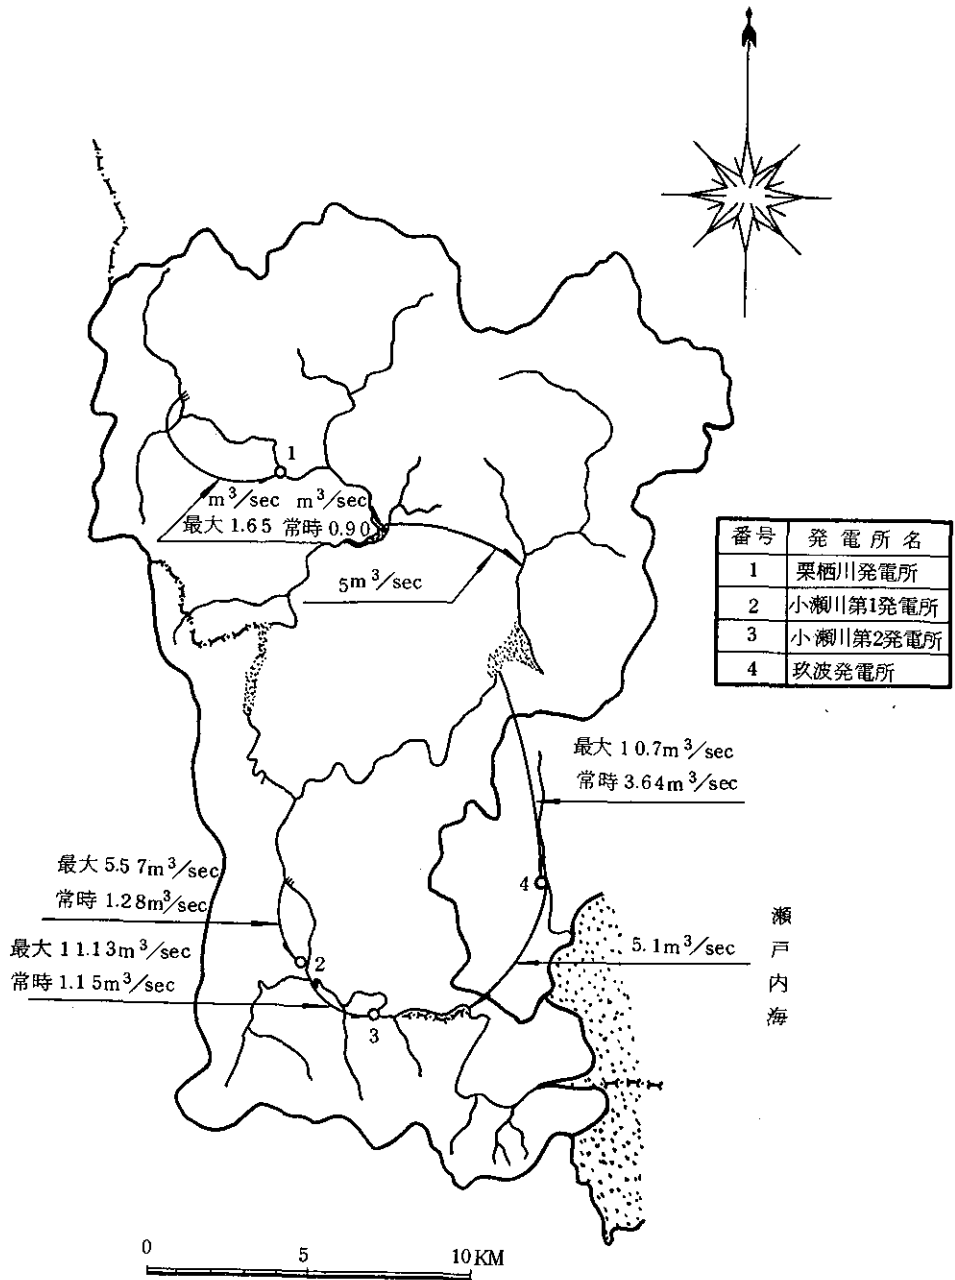 1
m³/sec m³/sec
最大 1.65 常時 0.90
5m³/sec
番号 発電所名
1 栗栖川発電所
2 小瀬川第1発電所
3 小瀬川第2発電所
4 玖波発電所
最大 10.7m³/sec
常時 3.64m³/sec
最大 5.57m³/sec
常時 1.28m³/sec
4
瀬戸内海
最大 11.13m³/sec
常時 1.15m³/sec
5.1m³/sec
2
3
0 5 10KM